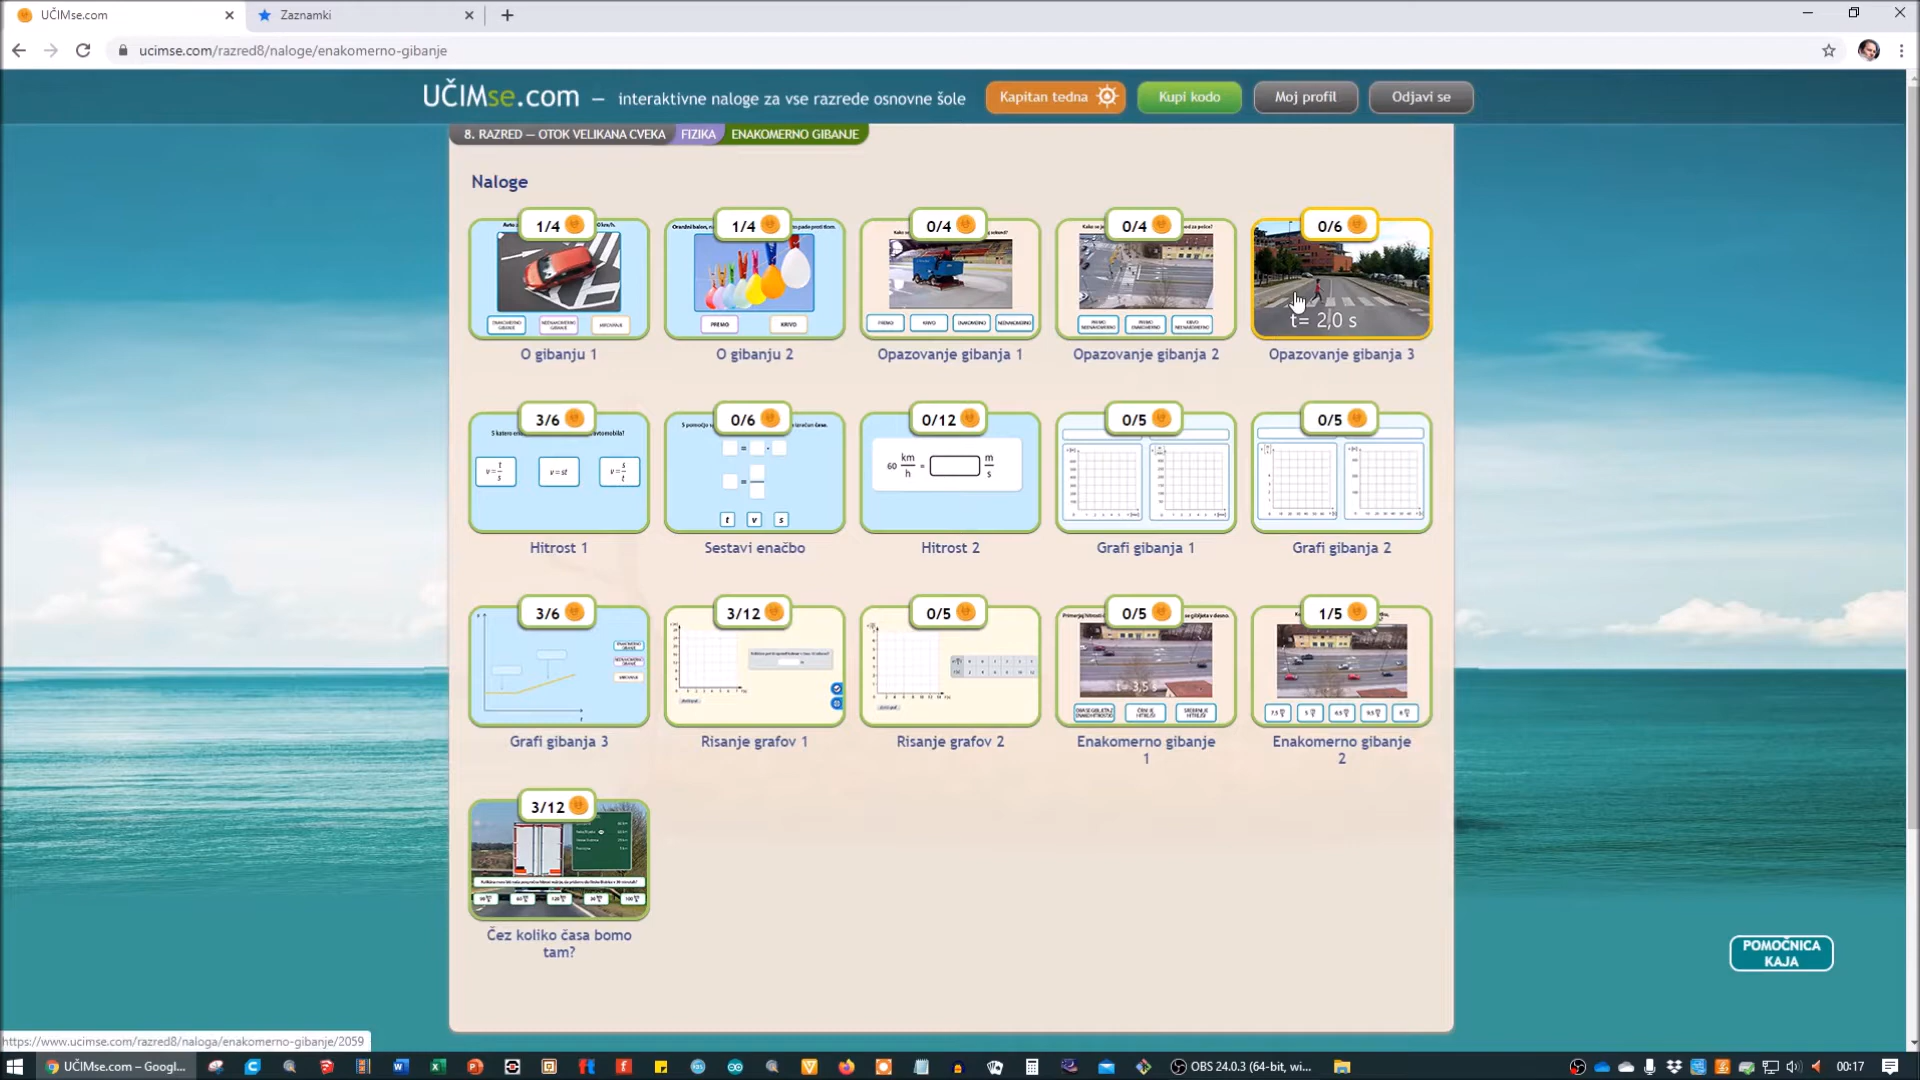 UČIMse.com
Zaznamki
ucimse.com/razred8/naloge/enakomerno-gibanje
UČIMse.com — interaktivne naloge za vse razrede osnovne šole
Kapitan tedna
Kupi kodo
Moj profil
Odjavi se
8. RAZRED — OTOK VELIKANA CVEKA
FIZIKA
ENAKOMERNO GIBANJE
Naloge
1/4
1/4
0/4
0/4
0/6
PREMO
KRIVO
t= 2,0 s
O gibanju 1
O gibanju 2
Opazovanje gibanja 1
Opazovanje gibanja 2
Opazovanje gibanja 3
3/6
0/6
0/12
0/5
0/5
v = t/s
v = st
v = s/t
t v s
60 km/h = m/s
Hitrost 1
Sestavi enačbo
Hitrost 2
Grafi gibanja 1
Grafi gibanja 2
3/6
3/12
0/5
0/5
1/5
t= 3,5 s
Grafi gibanja 3
Risanje grafov 1
Risanje grafov 2
Enakomerno gibanje
1
Enakomerno gibanje
2
3/12
Čez koliko časa bomo
tam?
POMOČNICA
KAJA
https://www.ucimse.com/razred8/naloga/enakomerno-gibanje/2059
UČIMse.com – Googl...
OBS 24.0.3 (64-bit, wi...
00:17